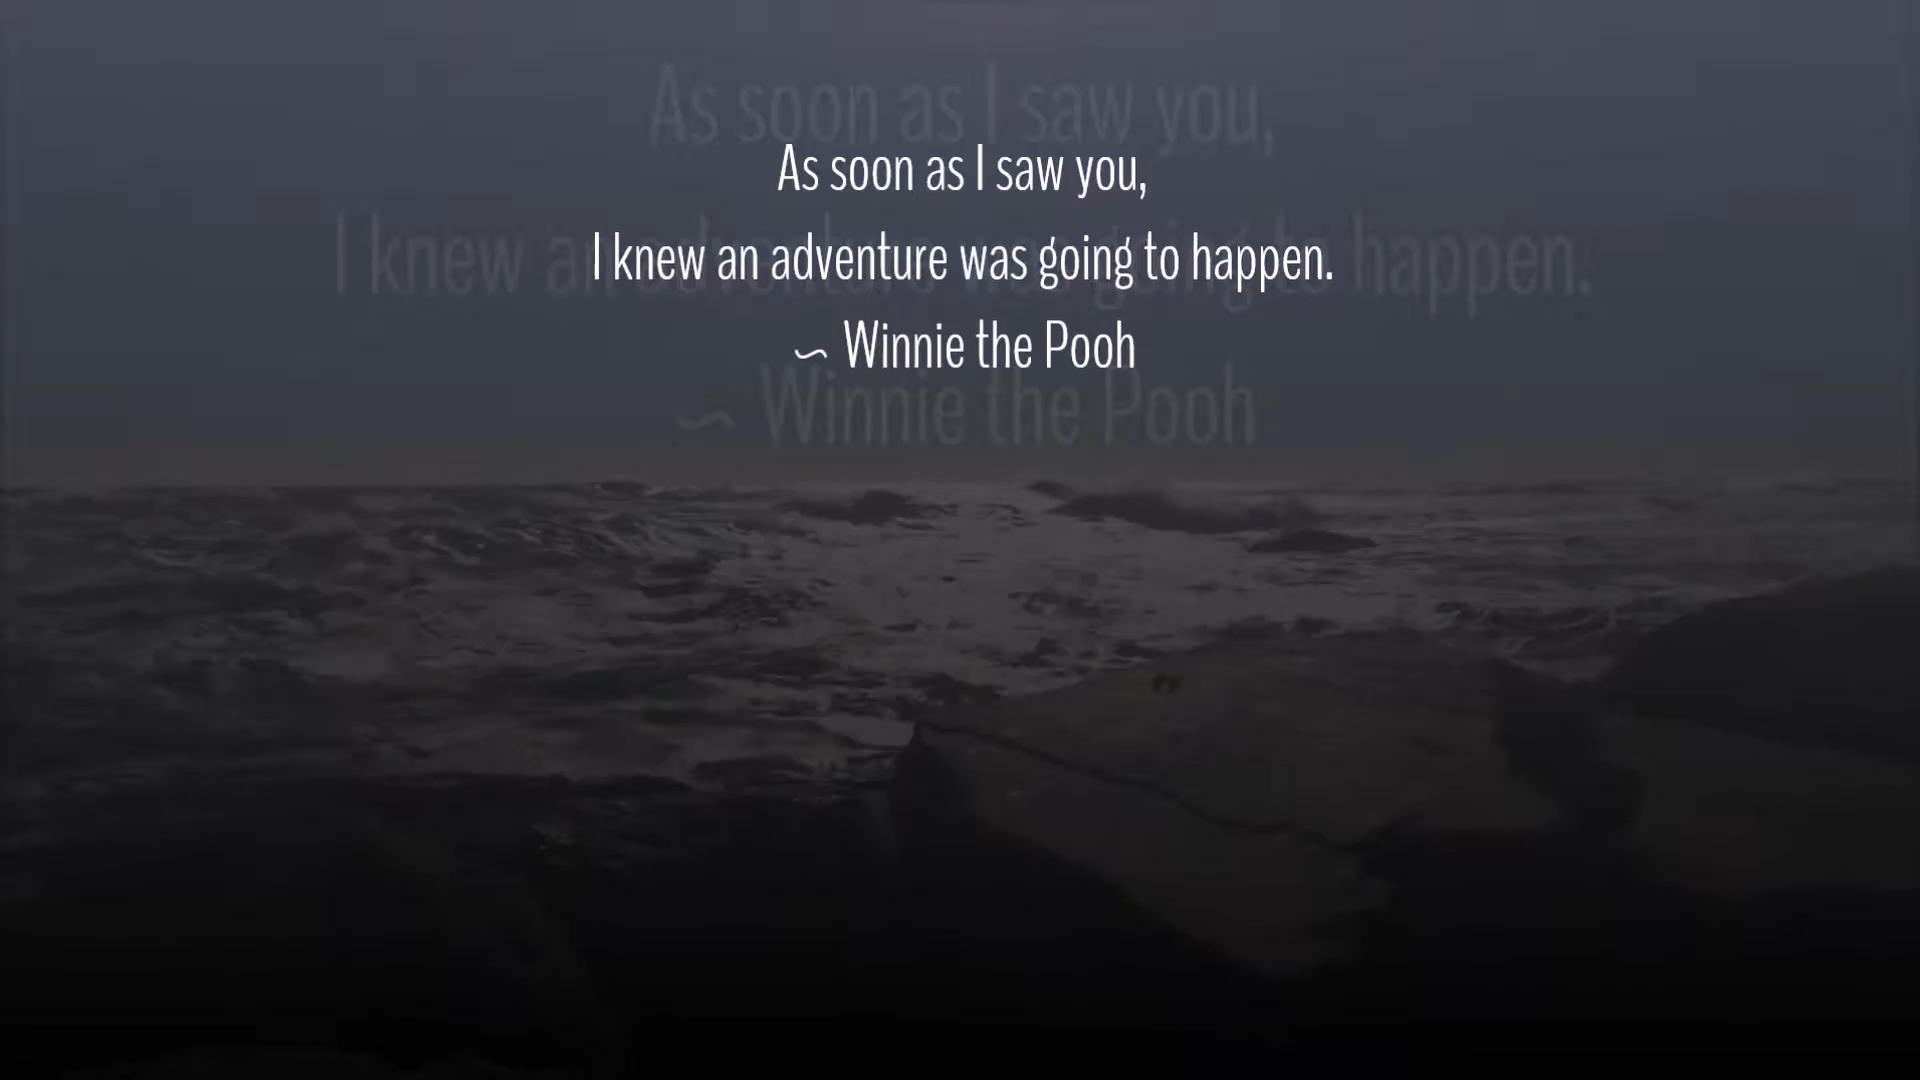 As soon as I saw you,
I knew an adventure was going to happen.
~ Winnie the Pooh